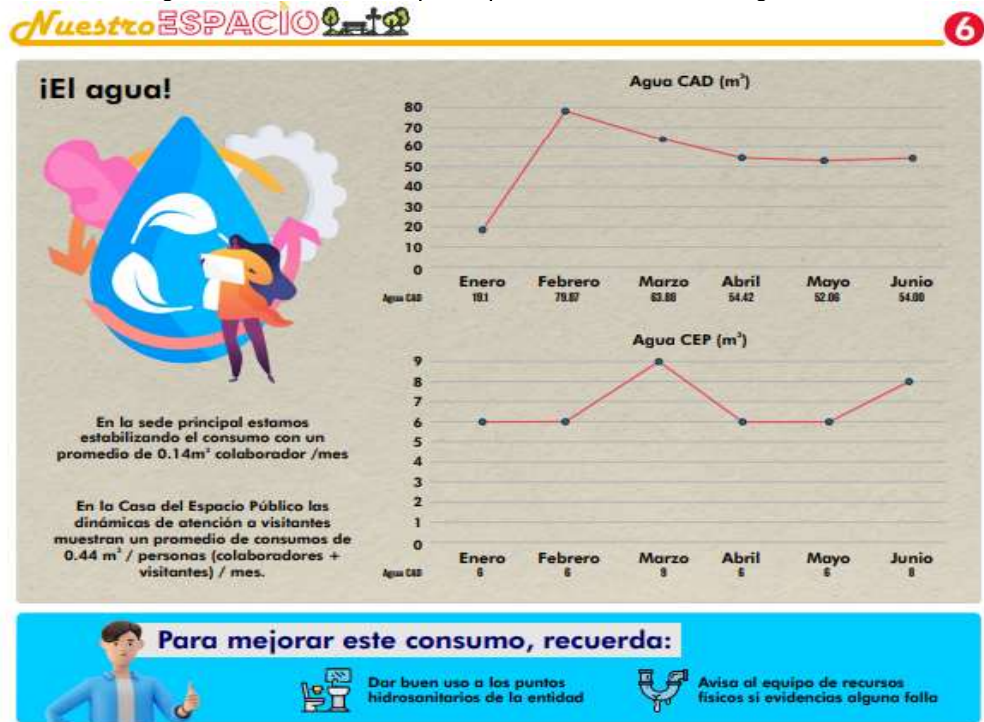 Nuestro ESPACIO
6
¡El agua!
Agua CAD (m³)
80
70
60
50
40
30
20
10
0
Enero Febrero Marzo Abril Mayo Junio
Agua CAD 19.1 79.87 63.88 54.42 52.06 54.00
Agua CEP (m³)
9
8
7
6
5
4
3
2
1
0
Enero Febrero Marzo Abril Mayo Junio
Agua CAD 6 6 9 6 6 8
En la sede principal estamos
estabilizando el consumo con un
promedio de 0.14m³ colaborador /mes
En la Casa del Espacio Público las
dinámicas de atención a visitantes
muestran un promedio de consumos de
0.44 m³ / personas (colaboradores +
visitantes) / mes.
Para mejorar este consumo, recuerda:
Dar buen uso a los puntos
hidrosanitarios de la entidad
Avisa al equipo de recursos
físicos si evidencias alguna falla